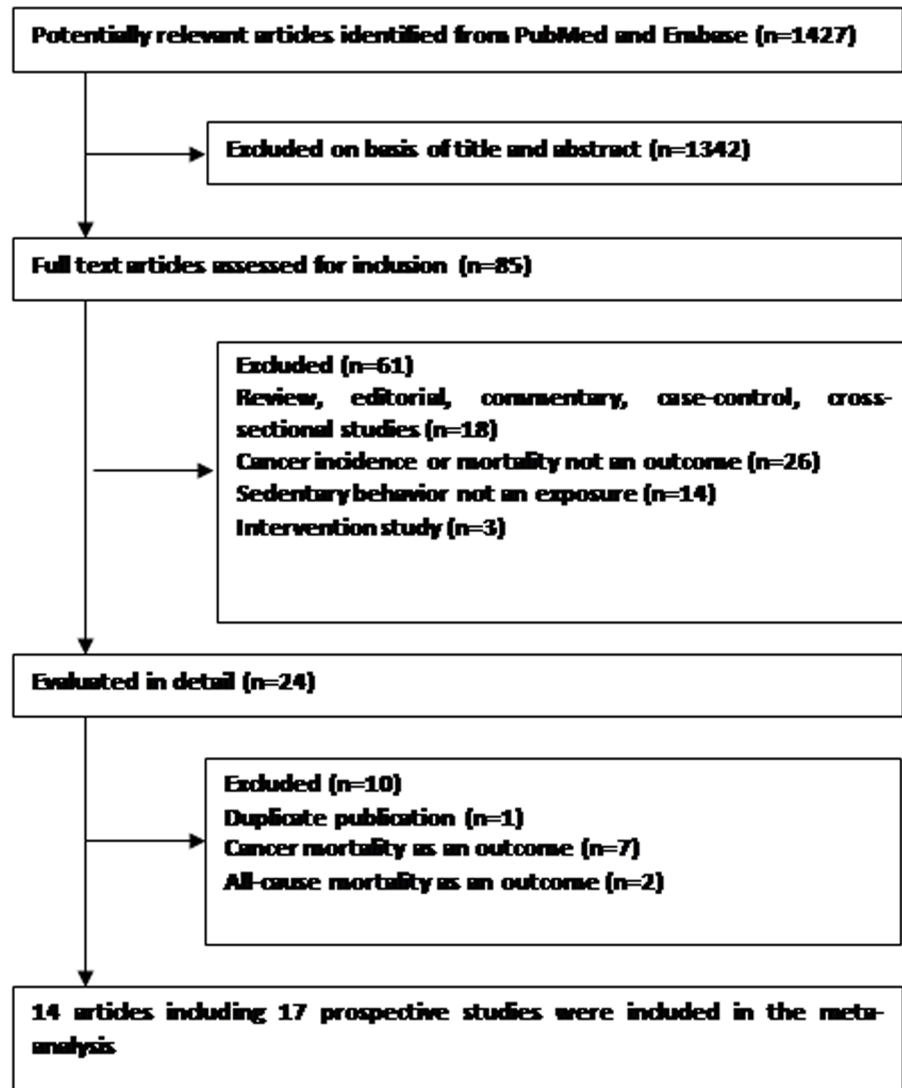 Potentially relevant articles identified from PubMed and Embase (n=1427)
Excluded on basis of title and abstract (n=1342)
Full text articles assessed for inclusion (n=85)
Excluded (n=61)
Review, editorial, commentary, case-control, cross-
sectional studies (n=18)
Cancer incidence or mortality not an outcome (n=26)
Sedentary behavior not an exposure (n=14)
Intervention study (n=3)
Evaluated in detail (n=24)
Excluded (n=10)
Duplicate publication (n=1)
Cancer mortality as an outcome (n=7)
All-cause mortality as an outcome (n=2)
14 articles including 17 prospective studies were included in the meta-
analysis